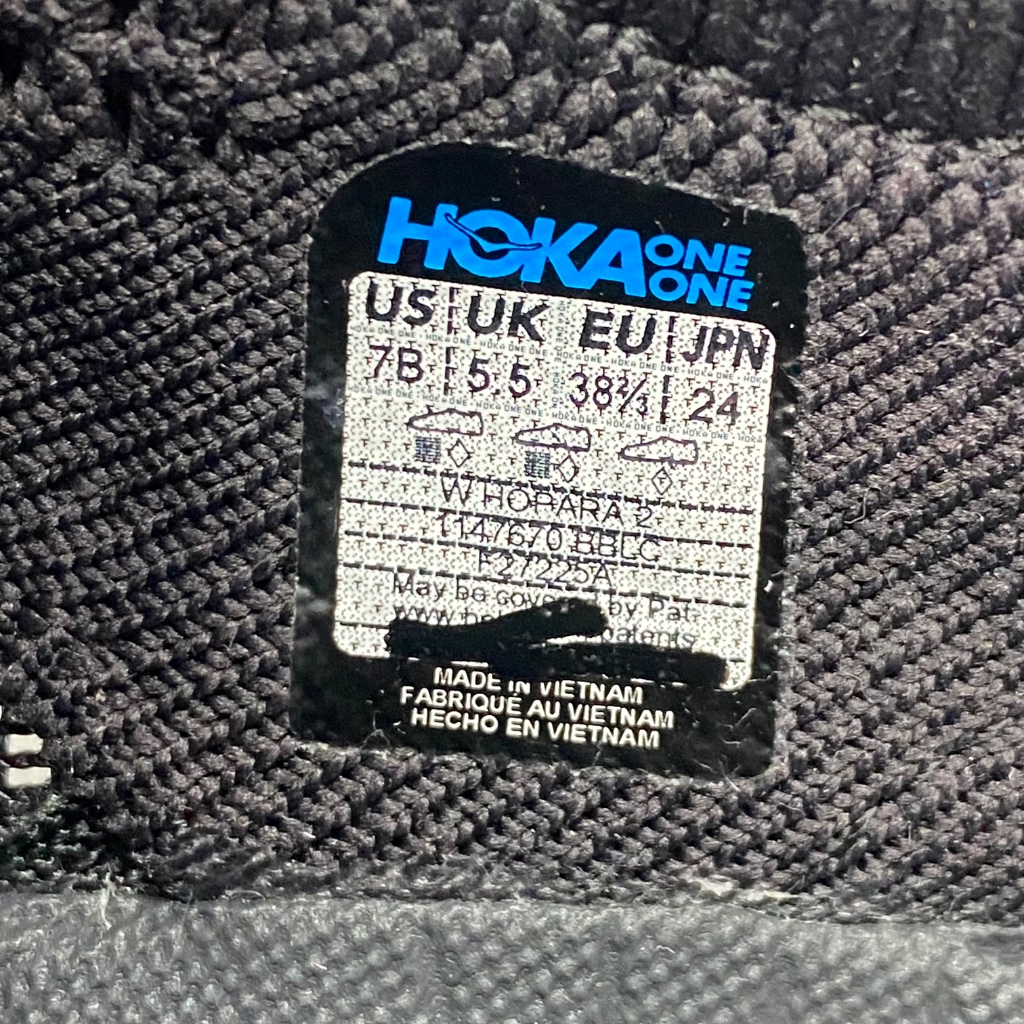 HOKA ONE ONE
US UK EU JPN
7B 5.5 38⅔ 24
W HOPARA 2
1147670 BBLC
F27225A
May be by Pat.
MADE IN VIETNAM
FABRIQUÉ AU VIETNAM
HECHO EN VIETNAM